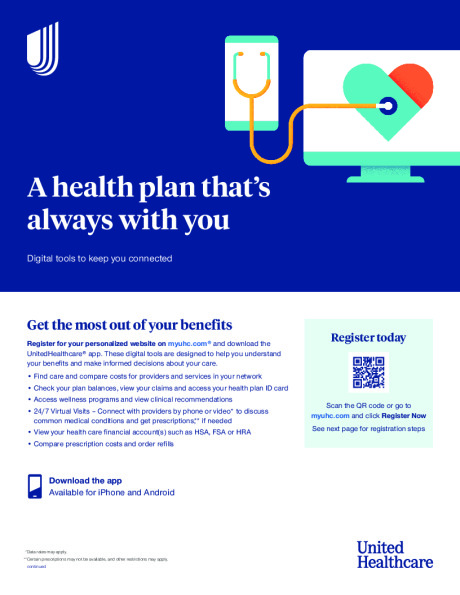 A health plan that's
always with you
Digital tools to keep you connected
Get the most out of your benefits
Register for your personalized website on myuhc.com® and download the
UnitedHealthcare® app. These digital tools are designed to help you understand
your benefits and make informed decisions about your care.
• Find care and compare costs for providers and services in your network
• Check your plan balances, view your claims and access your health plan ID card
• Access wellness programs and view clinical recommendations
• 24/7 Virtual Visits – Connect with providers by phone or video* to discuss
common medical conditions and get prescriptions,** if needed
• View your health care financial account(s) such as HSA, FSA or HRA
• Compare prescription costs and order refills
Download the app
Available for iPhone and Android
Register today
Scan the QR code or go to
myuhc.com and click Register Now
See next page for registration steps
*Data rates may apply.
**Certain prescriptions may not be available, and other restrictions may apply.
continued
United
Healthcare